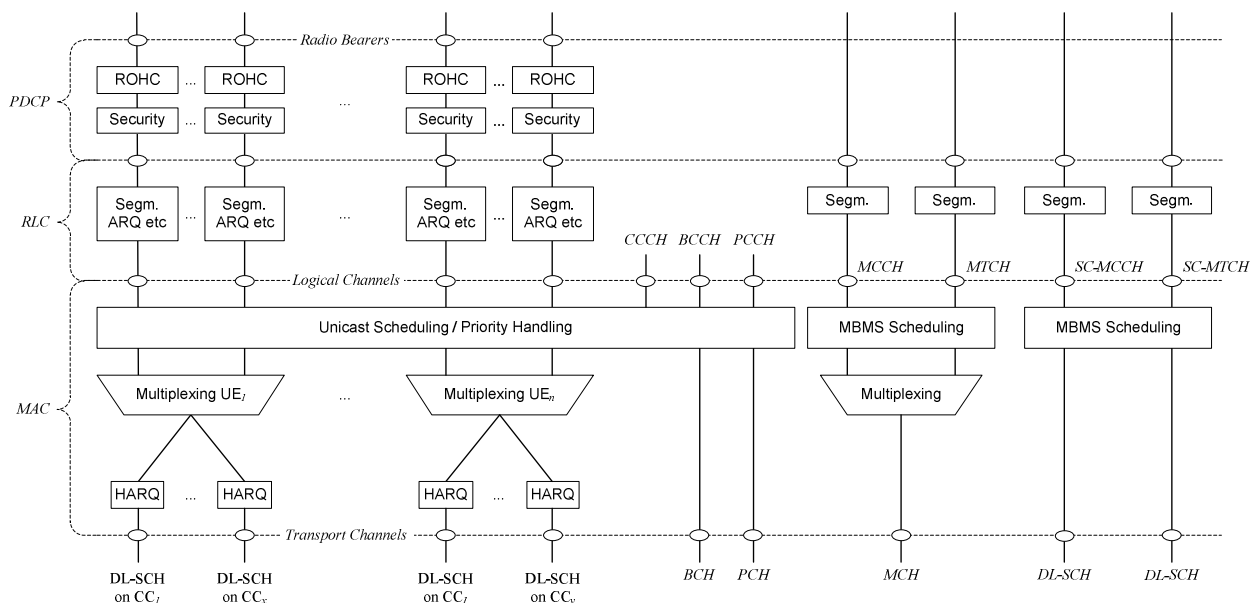 Radio Bearers
ROHC ... ROHC ROHC ... ROHC
PDCP ...
Security ... Security Security ... Security
Segm. Segm. Segm. Segm. Segm. Segm. Segm. Segm.
ARQ etc ... ARQ etc ... ARQ etc ... ARQ etc
RLC
CCCH BCCH PCCH
MCCH MTCH SC-MCCH SC-MTCH
Logical Channels
Unicast Scheduling / Priority Handling MBMS Scheduling MBMS Scheduling
Multiplexing UE1 ... Multiplexing UEn Multiplexing
MAC
HARQ ... HARQ HARQ ... HARQ
Transport Channels
DL-SCH DL-SCH DL-SCH DL-SCH BCH PCH MCH DL-SCH DL-SCH
on CC1 on CCx on CC1 on CCy